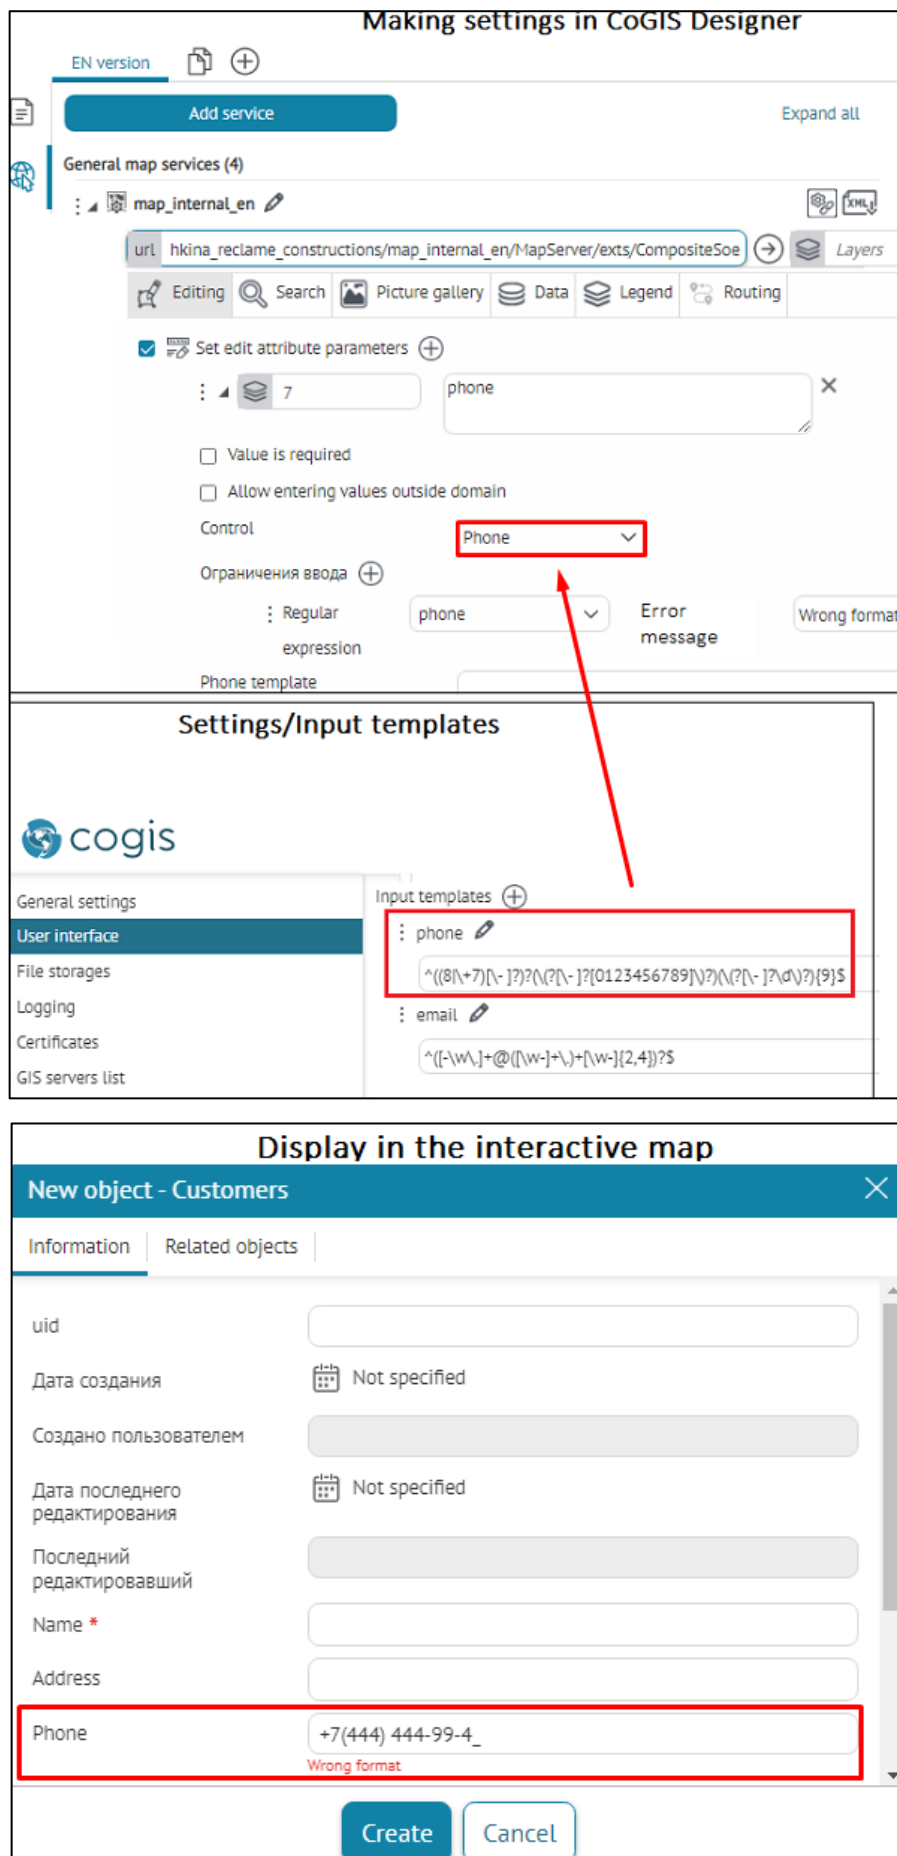 Making settings in CoGIS Designer
EN version
Add service
Expand all
General map services (4)
map_internal_en
XML
url hkina_reclame_constructions/map_internal_en/MapServer/exts/CompositeSoe
Layers
Editing Search Picture gallery Data Legend Routing
Set edit attribute parameters
7
phone
Value is required
Allow entering values outside domain
Control
Phone
Ограничения ввода
Regular expression
phone
Error message
Wrong format
Phone template
Settings/Input templates
cogis
General settings
User interface
File storages
Logging
Certificates
GIS servers list
Input templates
phone
^((8|\+7)[\- ]?)?(\(?[\- ]?[0123456789]\)?)(\(?[\- ]?\d\)?){9}$
email
^([-\w\.]+@([\w-]+\.)+[\w-]{2,4})?$
Display in the interactive map
New object - Customers
Information Related objects
uid
Дата создания
Not specified
Создано пользователем
Дата последнего
редактирования
Not specified
Последний
редактировавший
Name *
Address
Phone
+7(444) 444-99-4_
Wrong format
Create Cancel